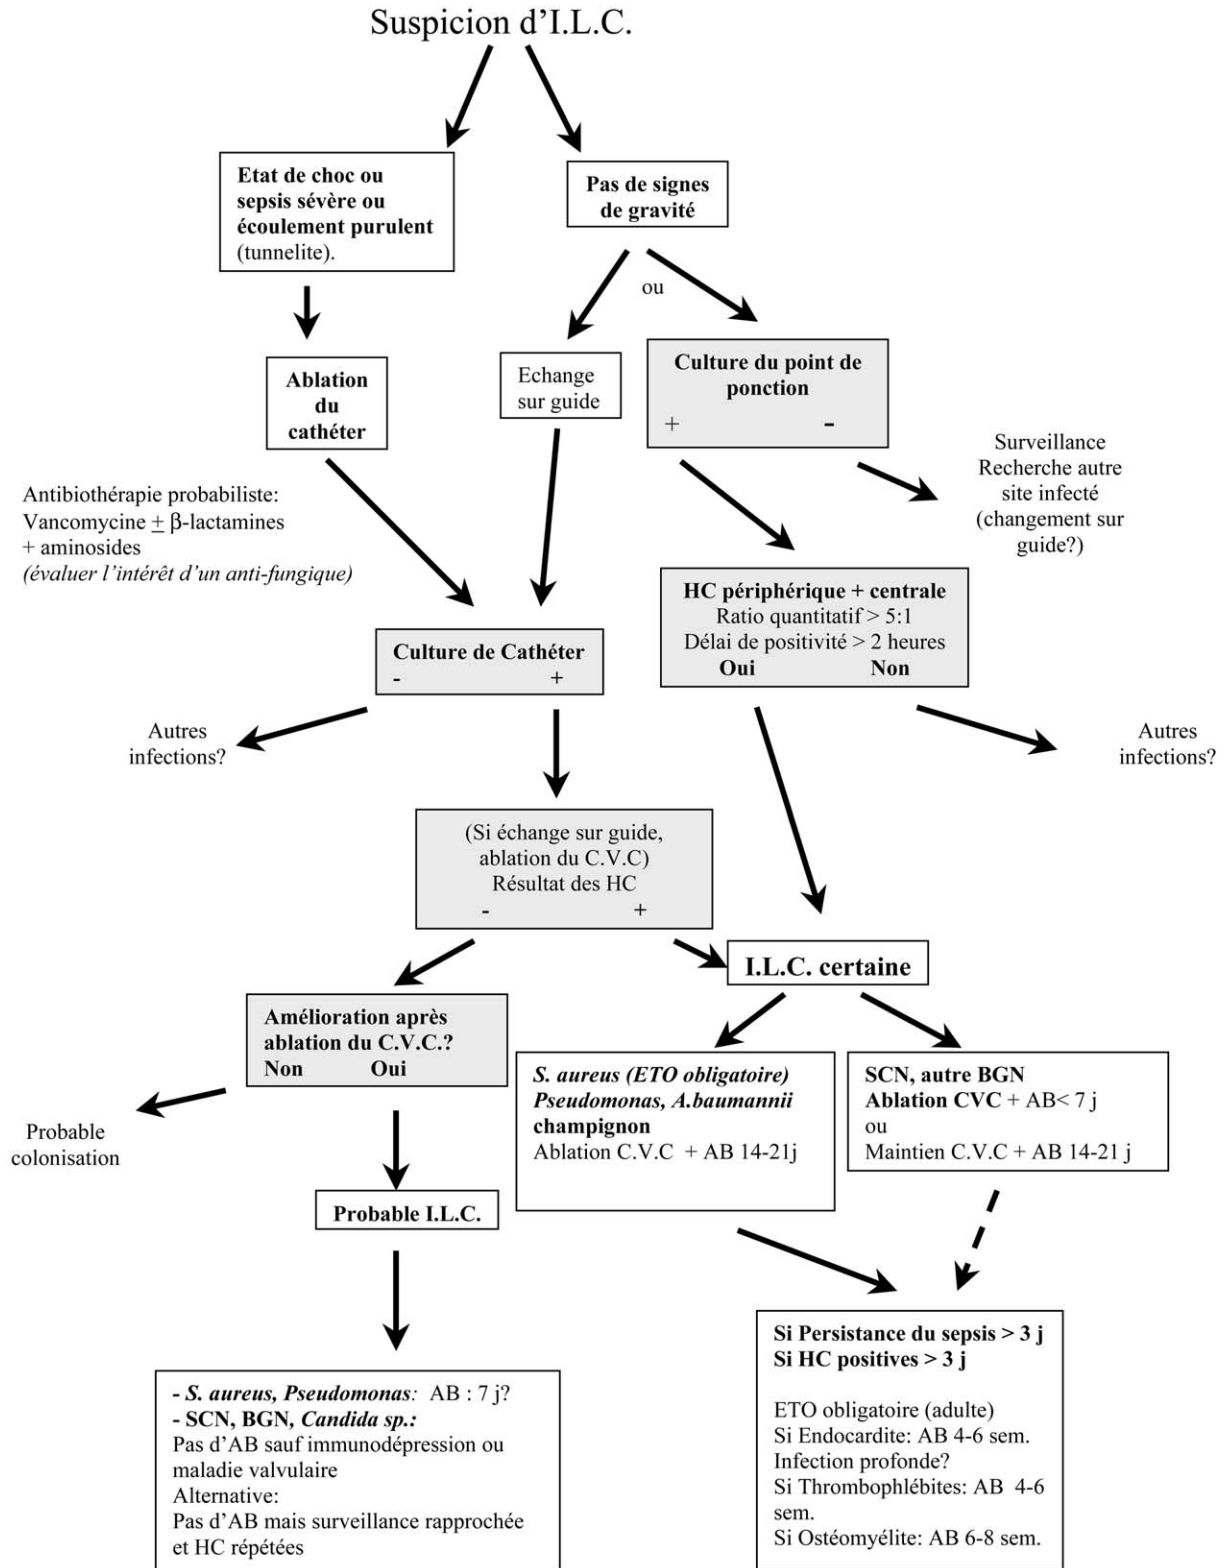 Suspicion d'I.L.C.
Etat de choc ou
sepsis sévère ou
écoulement purulent
(tunnelite).
Pas de signes
de gravité
ou
Ablation
du
cathéter
Echange
sur guide
Culture du point de
ponction
+ -
Surveillance
Recherche autre
site infecté
(changement sur
guide?)
Antibiothérapie probabiliste:
Vancomycine ± β-lactamines
+ aminosides
(évaluer l'intérêt d'un anti-fungique)
HC périphérique + centrale
Ratio quantitatif > 5:1
Délai de positivité > 2 heures
Oui Non
Culture de Cathéter
- +
Autres
infections?
Autres
infections?
(Si échange sur guide,
ablation du C.V.C)
Résultat des HC
- +
I.L.C. certaine
Amélioration après
ablation du C.V.C.?
Non Oui
S. aureus (ETO obligatoire)
Pseudomonas, A.baumannii
champignon
Ablation C.V.C + AB 14-21j
SCN, autre BGN
Ablation CVC + AB< 7 j
ou
Maintien C.V.C + AB 14-21 j
Probable
colonisation
Probable I.L.C.
- S. aureus, Pseudomonas: AB : 7 j?
- SCN, BGN, Candida sp.:
Pas d'AB sauf immunodépression ou
maladie valvulaire
Alternative:
Pas d'AB mais surveillance rapprochée
et HC répétées
Si Persistance du sepsis > 3 j
Si HC positives > 3 j
ETO obligatoire (adulte)
Si Endocardite: AB 4-6 sem.
Infection profonde?
Si Thrombophlébites: AB 4-6
sem.
Si Ostéomyélite: AB 6-8 sem.